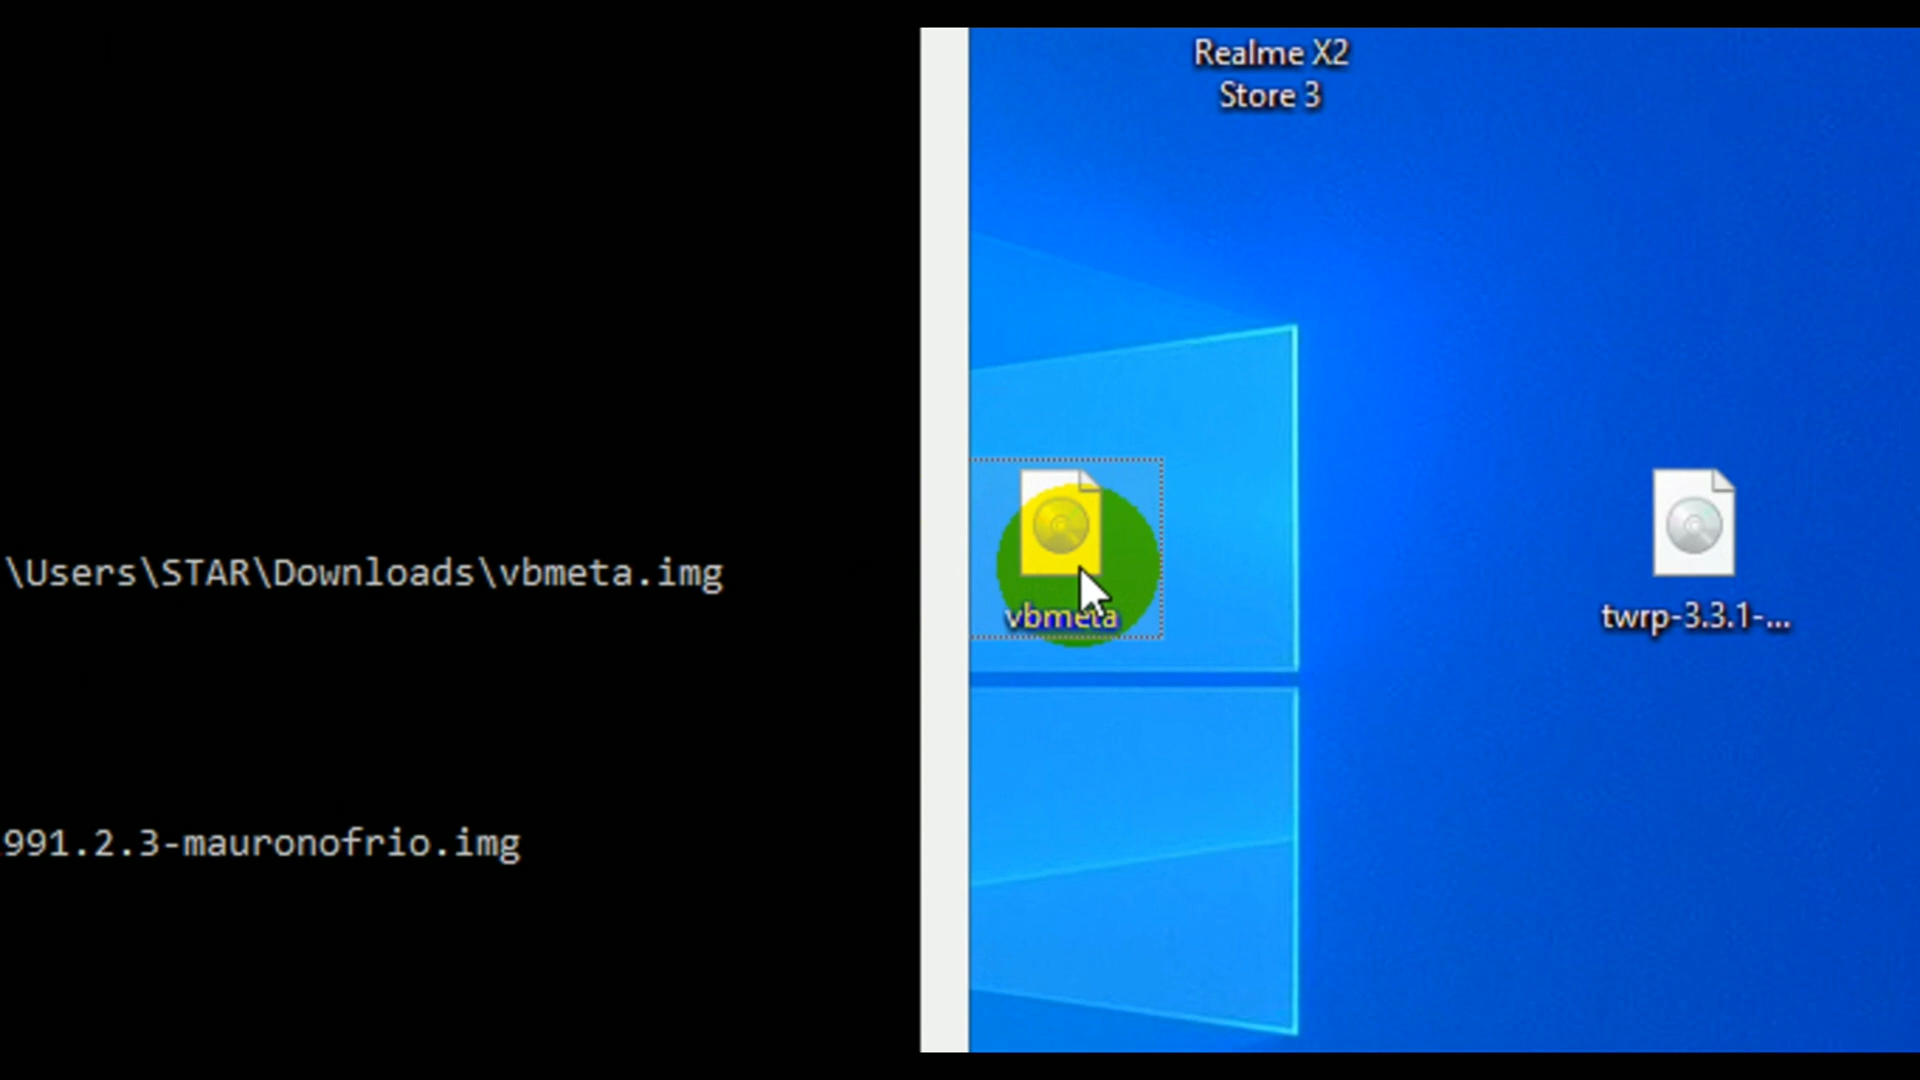 \Users\STAR\Downloads\vbmeta.img
991.2.3-mauronofrio.img
Realme X2
Store 3
vbmeta
twrp-3.3.1-...